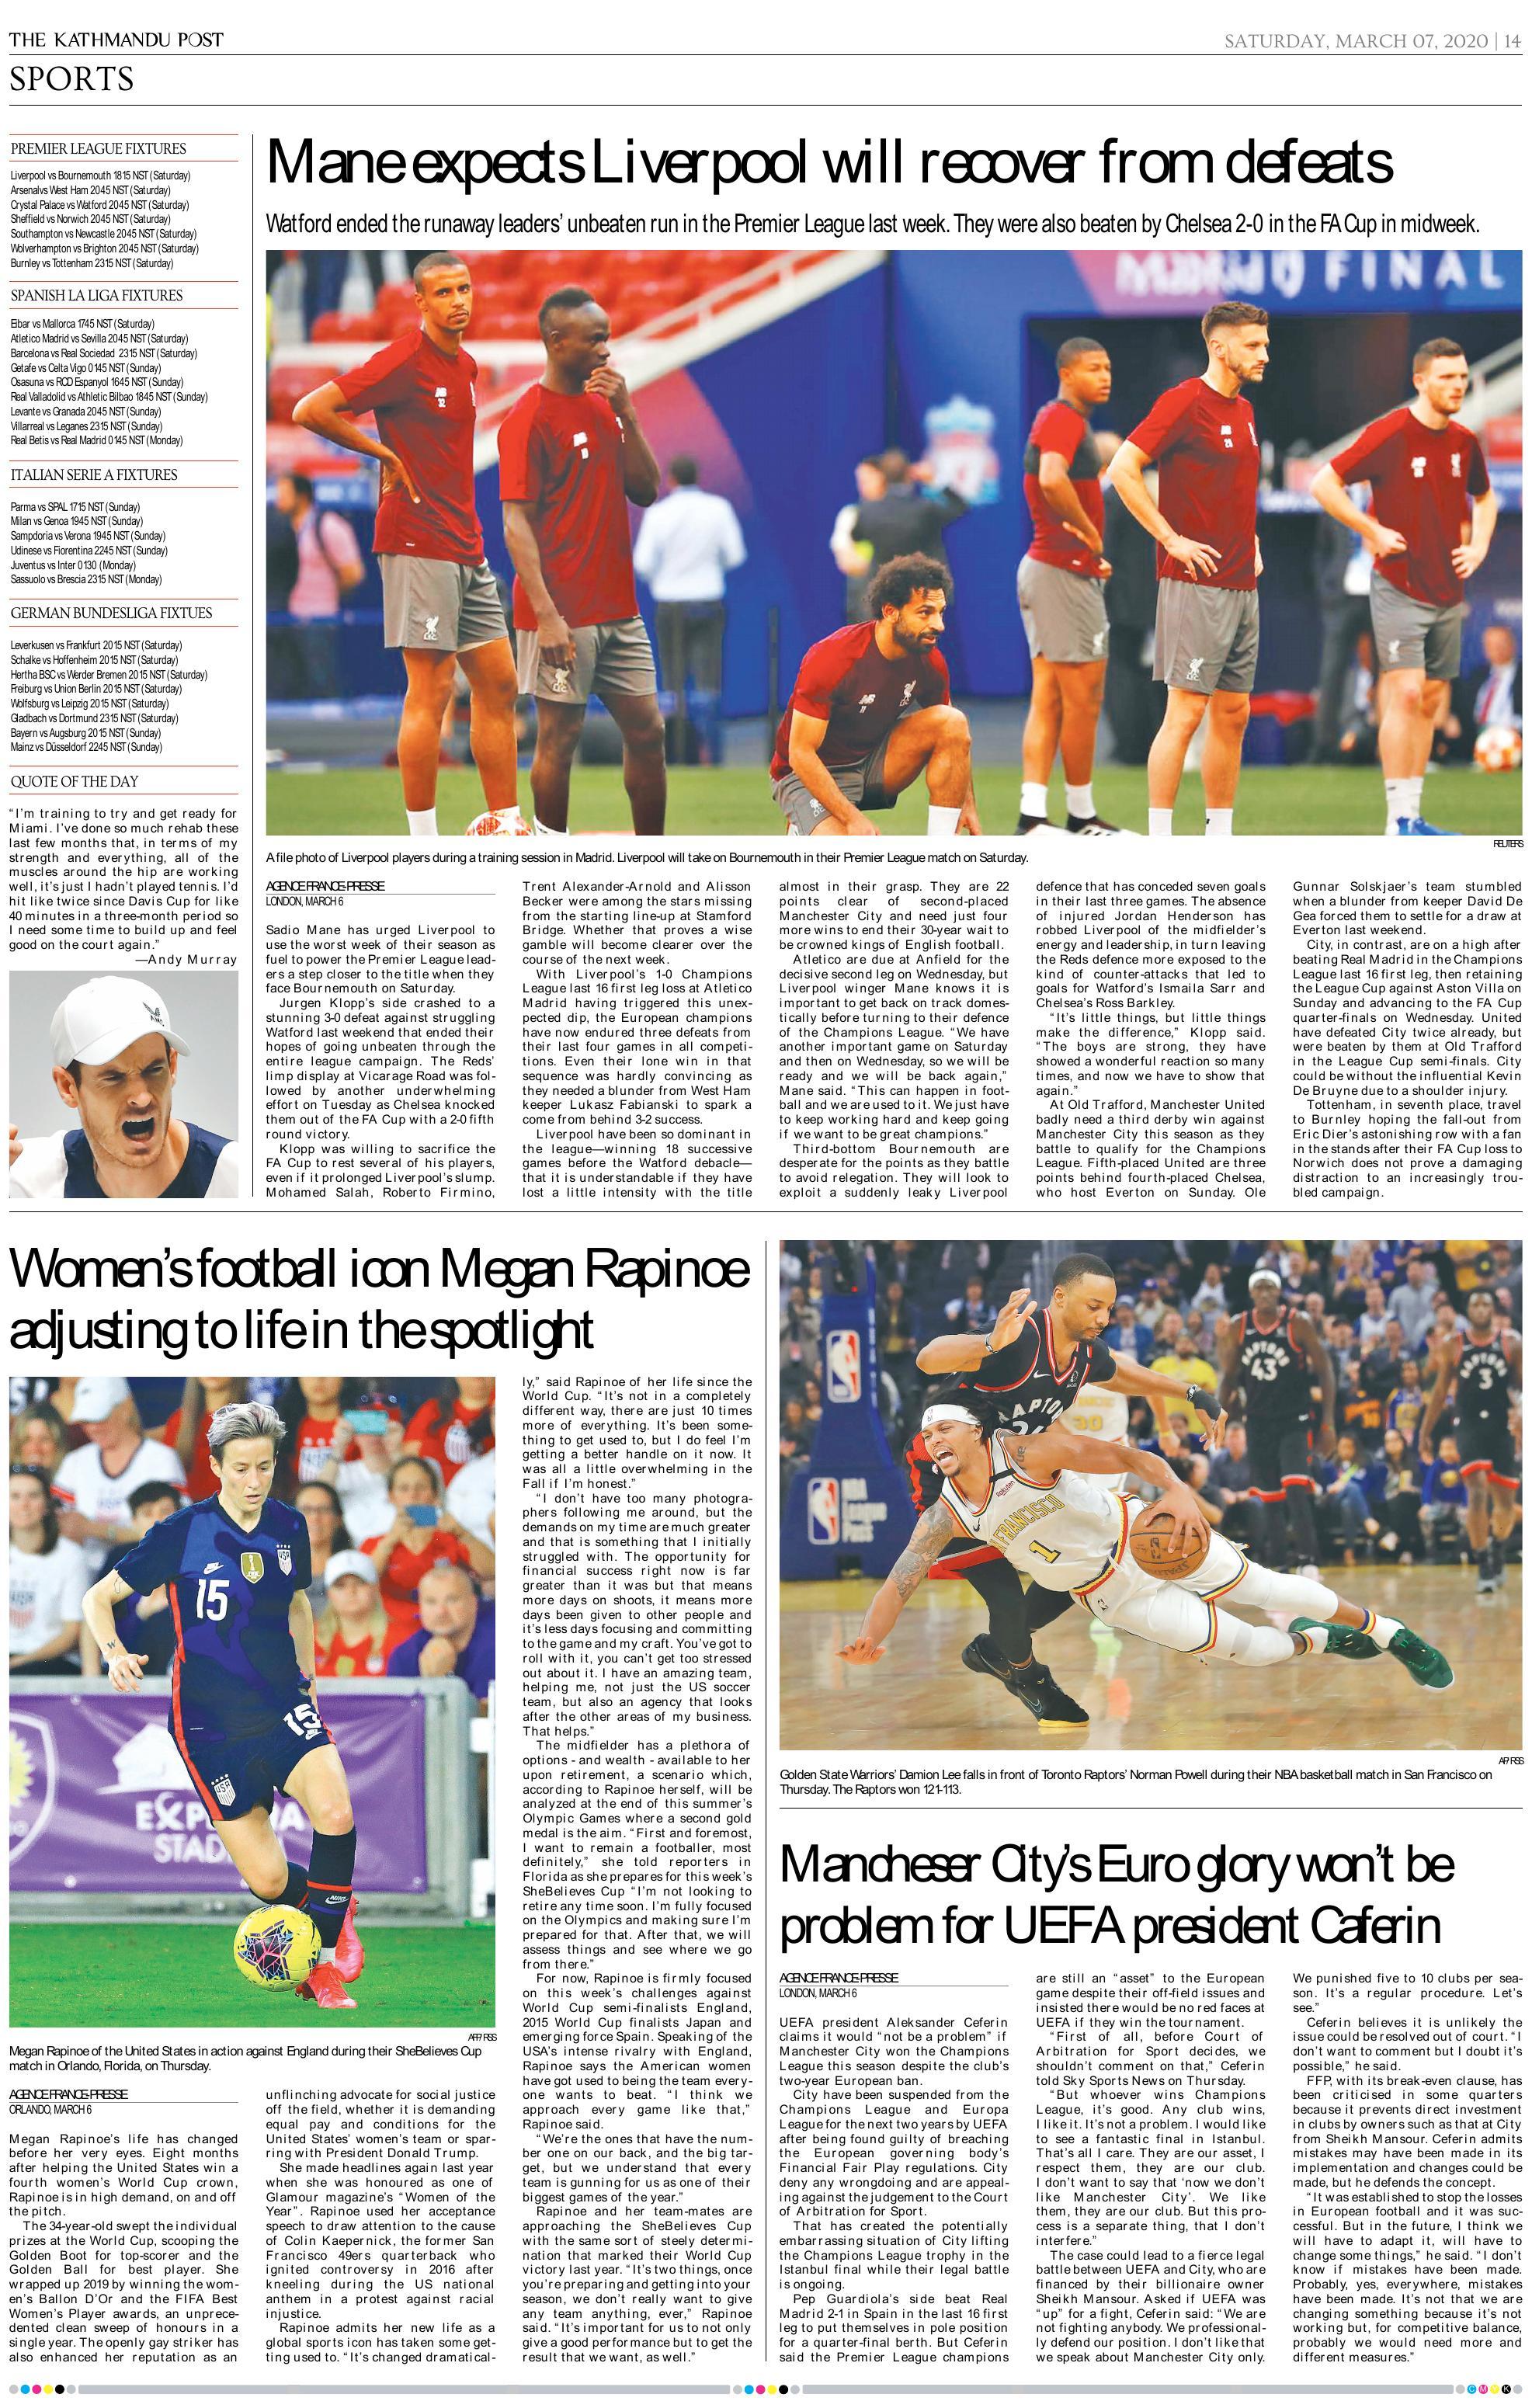 THE KATHMANDU POST
SATURDAY, MARCH 07, 2020 | 14
SPORTS
PREMIER LEAGUE FIXTURES
Liverpool vs Bournemouth 1815 NST (Saturday)
Arsenalvs West Ham 2045 NST (Saturday)
Crystal Palace vs Watford 2045 NST (Saturday)
Sheffield vs Norwich 2045 NST (Saturday)
Southampton vs Newcastle 2045 NST (Saturday)
Wolverhampton vs Brighton 2045 NST (Saturday)
Burnley vs Tottenham 2315 NST (Saturday)
SPANISH LA LIGA FIXTURES
Eibar vs Mallorca 1745 NST (Saturday)
Atletico Madrid vs Sevilla 2045 NST (Saturday)
Barcelona vs Real Sociedad 2315 NST (Saturday)
Getafe vs Celta Vigo 0145 NST (Sunday)
Osasuna vs RCD Espanyol 1645 NST (Sunday)
Real Valladolid vs Athletic Bilbao 1845 NST (Sunday)
Levante vs Granada 2045 NST (Sunday)
Villarreal vs Leganes 2315 NST (Sunday)
Real Betis vs Real Madrid 0145 NST (Monday)
ITALIAN SERIE A FIXTURES
Parma vs SPAL 1715 NST (Sunday)
Milan vs Genoa 1945 NST (Sunday)
Sampdoria vs Verona 1945 NST (Sunday)
Udinese vs Fiorentina 2245 NST (Sunday)
Juventus vs Inter 0130 (Monday)
Sassuolo vs Brescia 2315 NST (Monday)
GERMAN BUNDESLIGA FIXTUES
Leverkusen vs Frankfurt 2015 NST (Saturday)
Schalke vs Hoffenheim 2015 NST (Saturday)
Hertha BSC vs Werder Bremen 2015 NST (Saturday)
Freiburg vs Union Berlin 2015 NST (Saturday)
Wolfsburg vs Leipzig 2015 NST (Saturday)
Gladbach vs Dortmund 2315 NST (Saturday)
Bayern vs Augsburg 2015 NST (Sunday)
Mainz vs Düsseldorf 2245 NST (Sunday)
QUOTE OF THE DAY
“I’m training to try and get ready for
Miami. I’ve done so much rehab these
last few months that, in terms of my
strength and everything, all of the
muscles around the hip are working
well, it’s just I hadn’t played tennis. I’d
hit like twice since Davis Cup for like
40 minutes in a three-month period so
I need some time to build up and feel
good on the court again.”
—Andy Murray
Mane expects Liverpool will recover from defeats
Watford ended the runaway leaders’ unbeaten run in the Premier League last week. They were also beaten by Chelsea 2-0 in the FA Cup in midweek.
FINAL
REUTERS
A file photo of Liverpool players during a training session in Madrid. Liverpool will take on Bournemouth in their Premier League match on Saturday.
AGENCE FRANCE-PRESSE
LONDON, MARCH 6
Sadio Mane has urged Liverpool to
use the worst week of their season as
fuel to power the Premier League lead-
ers a step closer to the title when they
face Bournemouth on Saturday.
Jurgen Klopp’s side crashed to a
stunning 3-0 defeat against struggling
Watford last weekend that ended their
hopes of going unbeaten through the
entire league campaign. The Reds’
limp display at Vicarage Road was fol-
lowed by another underwhelming
effort on Tuesday as Chelsea knocked
them out of the FA Cup with a 2-0 fifth
round victory.
Klopp was willing to sacrifice the
FA Cup to rest several of his players,
even if it prolonged Liverpool’s slump.
Mohamed Salah, Roberto Firmino,
Trent Alexander-Arnold and Alisson
Becker were among the stars missing
from the starting line-up at Stamford
Bridge. Whether that proves a wise
gamble will become clearer over the
course of the next week.
With Liverpool’s 1-0 Champions
League last 16 first leg loss at Atletico
Madrid having triggered this unex-
pected dip, the European champions
have now endured three defeats from
their last four games in all competi-
tions. Even their lone win in that
sequence was hardly convincing as
they needed a blunder from West Ham
keeper Lukasz Fabianski to spark a
come from behind 3-2 success.
Liverpool have been so dominant in
the league—winning 18 successive
games before the Watford debacle—
that it is understandable if they have
lost a little intensity with the title
almost in their grasp. They are 22
points clear of second-placed
Manchester City and need just four
more wins to end their 30-year wait to
be crowned kings of English football.
Atletico are due at Anfield for the
decisive second leg on Wednesday, but
Liverpool winger Mane knows it is
important to get back on track domes-
tically before turning to their defence
of the Champions League. “We have
another important game on Saturday
and then on Wednesday, so we will be
ready and we will be back again,”
Mane said. “This can happen in foot-
ball and we are used to it. We just have
to keep working hard and keep going
if we want to be great champions.”
Third-bottom Bournemouth are
desperate for the points as they battle
to avoid relegation. They will look to
exploit a suddenly leaky Liverpool
defence that has conceded seven goals
in their last three games. The absence
of injured Jordan Henderson has
robbed Liverpool of the midfielder’s
energy and leadership, in turn leaving
the Reds defence more exposed to the
kind of counter-attacks that led to
goals for Watford’s Ismaila Sarr and
Chelsea’s Ross Barkley.
“It’s little things, but little things
make the difference,” Klopp said.
“The boys are strong, they have
showed a wonderful reaction so many
times, and now we have to show that
again.”
At Old Trafford, Manchester United
badly need a third derby win against
Manchester City this season as they
battle to qualify for the Champions
League. Fifth-placed United are three
points behind fourth-placed Chelsea,
who host Everton on Sunday. Ole
Gunnar Solskjaer’s team stumbled
when a blunder from keeper David De
Gea forced them to settle for a draw at
Everton last weekend.
City, in contrast, are on a high after
beating Real Madrid in the Champions
League last 16 first leg, then retaining
the League Cup against Aston Villa on
Sunday and advancing to the FA Cup
quarter-finals on Wednesday. United
have defeated City twice already, but
were beaten by them at Old Trafford
in the League Cup semi-finals. City
could be without the influential Kevin
De Bruyne due to a shoulder injury.
Tottenham, in seventh place, travel
to Burnley hoping the fall-out from
Eric Dier’s astonishing row with a fan
in the stands after their FA Cup loss to
Norwich does not prove a damaging
distraction to an increasingly trou-
bled campaign.
Women’s football icon Megan Rapinoe
adjusting to life in the spotlight
15
15
EXP
STAD
AFP/RSS
Megan Rapinoe of the United States in action against England during their SheBelieves Cup
match in Orlando, Florida, on Thursday.
AGENCE FRANCE-PRESSE
ORLANDO, MARCH 6
Megan Rapinoe’s life has changed
before her very eyes. Eight months
after helping the United States win a
fourth women’s World Cup crown,
Rapinoe is in high demand, on and off
the pitch.
The 34-year-old swept the individual
prizes at the World Cup, scooping the
Golden Boot for top-scorer and the
Golden Ball for best player. She
wrapped up 2019 by winning the wom-
en’s Ballon D’Or and the FIFA Best
Women’s Player awards, an unprece-
dented clean sweep of honours in a
single year. The openly gay striker has
also enhanced her reputation as an
unflinching advocate for social justice
off the field, whether it is demanding
equal pay and conditions for the
United States’ women’s team or spar-
ring with President Donald Trump.
She made headlines again last year
when she was honoured as one of
Glamour magazine’s “Women of the
Year”. Rapinoe used her acceptance
speech to draw attention to the cause
of Colin Kaepernick, the former San
Francisco 49ers quarterback who
ignited controversy in 2016 after
kneeling during the US national
anthem in a protest against racial
injustice.
Rapinoe admits her new life as a
global sports icon has taken some get-
ting used to. “It’s changed dramatical-
ly,” said Rapinoe of her life since the
World Cup. “It’s not in a completely
different way, there are just 10 times
more of everything. It’s been some-
thing to get used to, but I do feel I’m
getting a better handle on it now. It
was all a little overwhelming in the
Fall if I’m honest.”
“I don’t have too many photogra-
phers following me around, but the
demands on my time are much greater
and that is something that I initially
struggled with. The opportunity for
financial success right now is far
greater than it was but that means
more days on shoots, it means more
days been given to other people and
it’s less days focusing and committing
to the game and my craft. You’ve got to
roll with it, you can’t get too stressed
out about it. I have an amazing team,
helping me, not just the US soccer
team, but also an agency that looks
after the other areas of my business.
That helps.”
The midfielder has a plethora of
options - and wealth - available to her
upon retirement, a scenario which,
according to Rapinoe herself, will be
analyzed at the end of this summer’s
Olympic Games where a second gold
medal is the aim. “First and foremost,
I want to remain a footballer, most
definitely,” she told reporters in
Florida as she prepares for this week’s
SheBelieves Cup “I’m not looking to
retire any time soon. I’m fully focused
on the Olympics and making sure I’m
prepared for that. After that, we will
assess things and see where we go
from there.”
For now, Rapinoe is firmly focused
on this week’s challenges against
World Cup semi-finalists England,
2015 World Cup finalists Japan and
emerging force Spain. Speaking of the
USA’s intense rivalry with England,
Rapinoe says the American women
have got used to being the team every-
one wants to beat. “I think we
approach every game like that,”
Rapinoe said.
“We’re the ones that have the num-
ber one on our back, and the big tar-
get, but we understand that every
team is gunning for us as one of their
biggest games of the year.”
Rapinoe and her team-mates are
approaching the SheBelieves Cup
with the same sort of steely determi-
nation that marked their World Cup
victory last year. “It’s two things, once
you’re preparing and getting into your
season, we don’t really want to give
any team anything, ever,” Rapinoe
said. “It’s important for us to not only
give a good performance but to get the
result that we want, as well.”
NBA
RAPTORS
43
RAPTORS
3
FRANCISCO
1
AP/RSS
Golden State Warriors’ Damion Lee falls in front of Toronto Raptors’ Norman Powell during their NBA basketball match in San Francisco on
Thursday. The Raptors won 121-113.
Mancheser City’s Euro glory won’t be
problem for UEFA president Caferin
AGENCE FRANCE-PRESSE
LONDON, MARCH 6
UEFA president Aleksander Ceferin
claims it would “not be a problem” if
Manchester City won the Champions
League this season despite the club’s
two-year European ban.
City have been suspended from the
Champions League and Europa
League for the next two years by UEFA
after being found guilty of breaching
the European governing body’s
Financial Fair Play regulations. City
deny any wrongdoing and are appeal-
ing against the judgement to the Court
of Arbitration for Sport.
That has created the potentially
embarrassing situation of City lifting
the Champions League trophy in the
Istanbul final while their legal battle
is ongoing.
Pep Guardiola’s side beat Real
Madrid 2-1 in Spain in the last 16 first
leg to put themselves in pole position
for a quarter-final berth. But Ceferin
said the Premier League champions
are still an “asset” to the European
game despite their off-field issues and
insisted there would be no red faces at
UEFA if they win the tournament.
“First of all, before Court of
Arbitration for Sport decides, we
shouldn’t comment on that,” Ceferin
told Sky Sports News on Thursday.
“But whoever wins Champions
League, it’s good. Any club wins,
I like it. It’s not a problem. I would like
to see a fantastic final in Istanbul.
That’s all I care. They are our asset, I
respect them, they are our club.
I don’t want to say that ‘now we don’t
like Manchester City’. We like
them, they are our club. But this pro-
cess is a separate thing, that I don’t
interfere.”
The case could lead to a fierce legal
battle between UEFA and City, who are
financed by their billionaire owner
Sheikh Mansour. Asked if UEFA was
“up” for a fight, Ceferin said: “We are
not fighting anybody. We professional-
ly defend our position. I don’t like that
we speak about Manchester City only.
We punished five to 10 clubs per sea-
son. It’s a regular procedure. Let’s
see.”
Ceferin believes it is unlikely the
issue could be resolved out of court. “I
don’t want to comment but I doubt it’s
possible,” he said.
FFP, with its break-even clause, has
been criticised in some quarters
because it prevents direct investment
in clubs by owners such as that at City
from Sheikh Mansour. Ceferin admits
mistakes may have been made in its
implementation and changes could be
made, but he defends the concept.
“It was established to stop the losses
in European football and it was suc-
cessful. But in the future, I think we
will have to adapt it, will have to
change some things,” he said. “I don’t
know if mistakes have been made.
Probably, yes, everywhere, mistakes
have been made. It’s not that we are
changing something because it’s not
working but, for competitive balance,
probably we would need more and
different measures.”
C M Y K